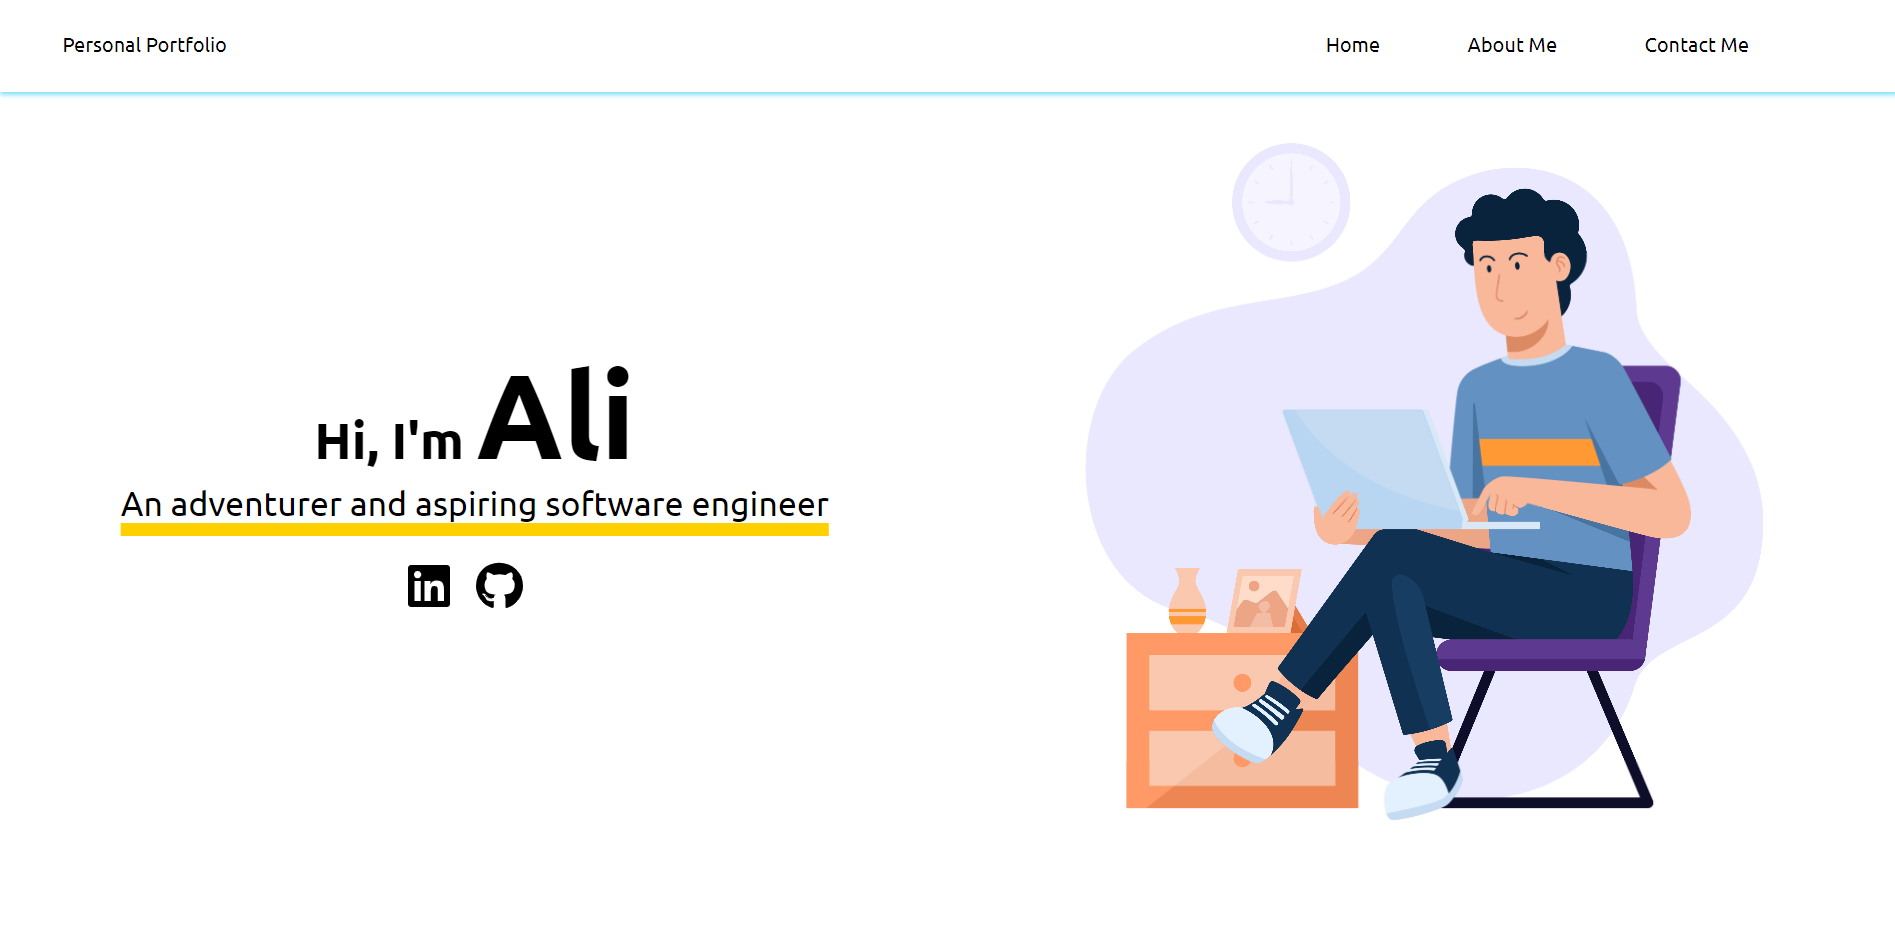 Personal Portfolio
Home
About Me
Contact Me
Hi, I'm Ali
An adventurer and aspiring software engineer
in